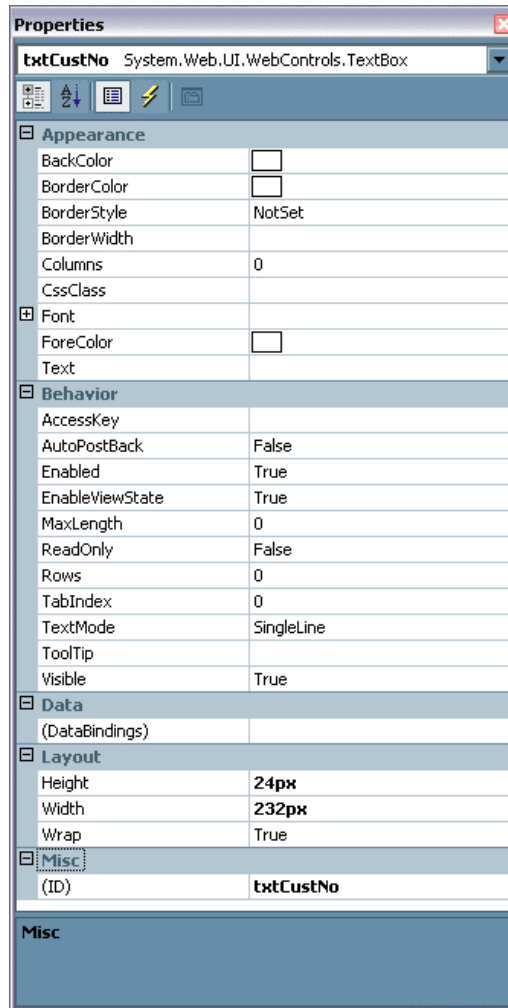 Properties
txtCustNo System.Web.UI.WebControls.TextBox
Appearance
BackColor
BorderColor
BorderStyle NotSet
BorderWidth
Columns 0
CssClass
Font
ForeColor
Text
Behavior
AccessKey
AutoPostBack False
Enabled True
EnableViewState True
MaxLength 0
ReadOnly False
Rows 0
TabIndex 0
TextMode SingleLine
ToolTip
Visible True
Data
(DataBindings)
Layout
Height 24px
Width 232px
Wrap True
Misc
(ID) txtCustNo
Misc